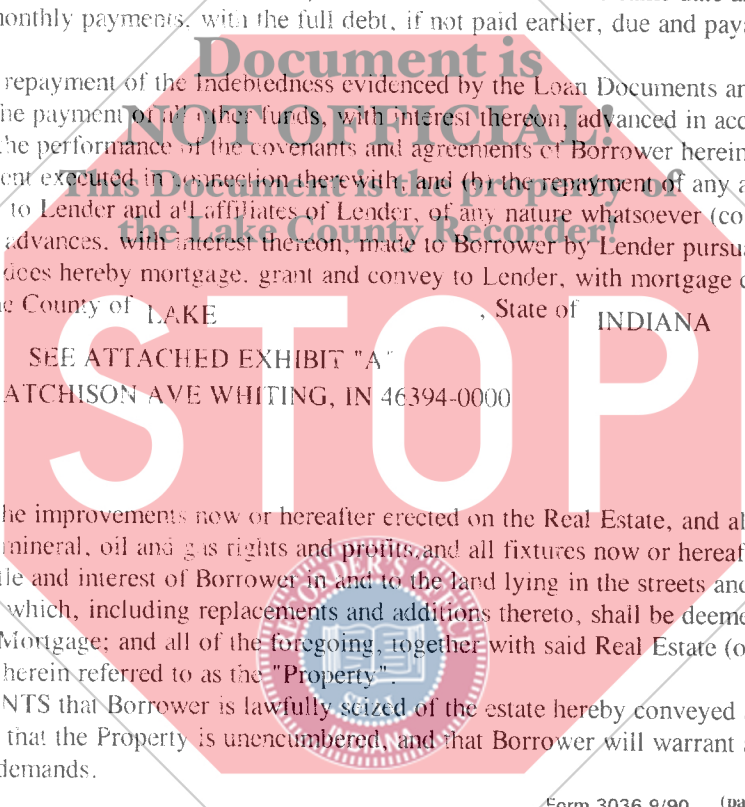 monthly payments, with the full debt, if not paid earlier, due and paya
Document is
repayment of the Indebtedness evidenced by the Loan Documents an
he payment of all other funds, with interest thereon, advanced in acc
NOT OFFICIAL!
the performance of the covenants and agreements of Borrower herein
ent executed in connection therewith; and (b) the repayment of any a
This Document is the property of
to Lender and all affiliates of Lender, of any nature whatsoever (co
the Lake County Recorder!
advances, with interest thereon, made to Borrower by Lender pursua
does hereby mortgage, grant and convey to Lender, with mortgage c
e County of LAKE , State of INDIANA
SEE ATTACHED EXHIBIT "A"
ATCHISON AVE WHITING, IN 46394-0000
STOP
he improvements now or hereafter erected on the Real Estate, and al
mineral, oil and gas rights and profits, and all fixtures now or hereaf
tle and interest of Borrower in and to the land lying in the streets and
which, including replacements and additions thereto, shall be deeme
Mortgage; and all of the foregoing, together with said Real Estate (o
herein referred to as the "Property".
NTS that Borrower is lawfully seized of the estate hereby conveyed
that the Property is unencumbered, and that Borrower will warrant a
demands.
SEAL
INDIANA
Form 3036 9/90